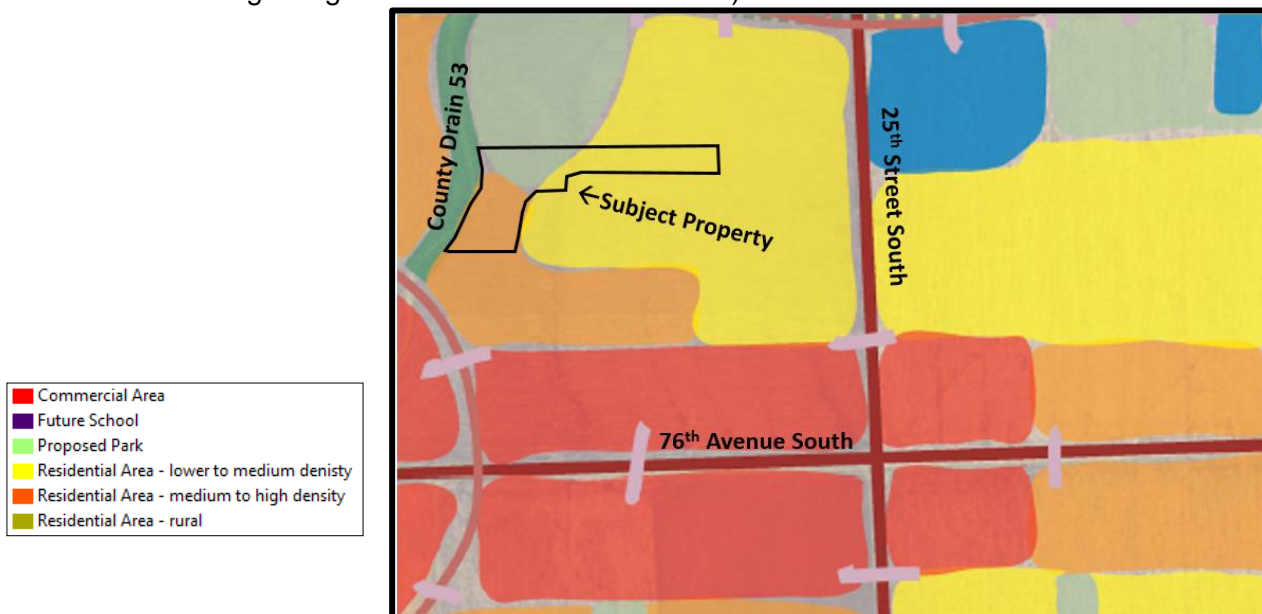 County Drain 53
25th Street South
←Subject Property
76th Avenue South
Commercial Area
Future School
Proposed Park
Residential Area - lower to medium denisty
Residential Area - medium to high density
Residential Area - rural